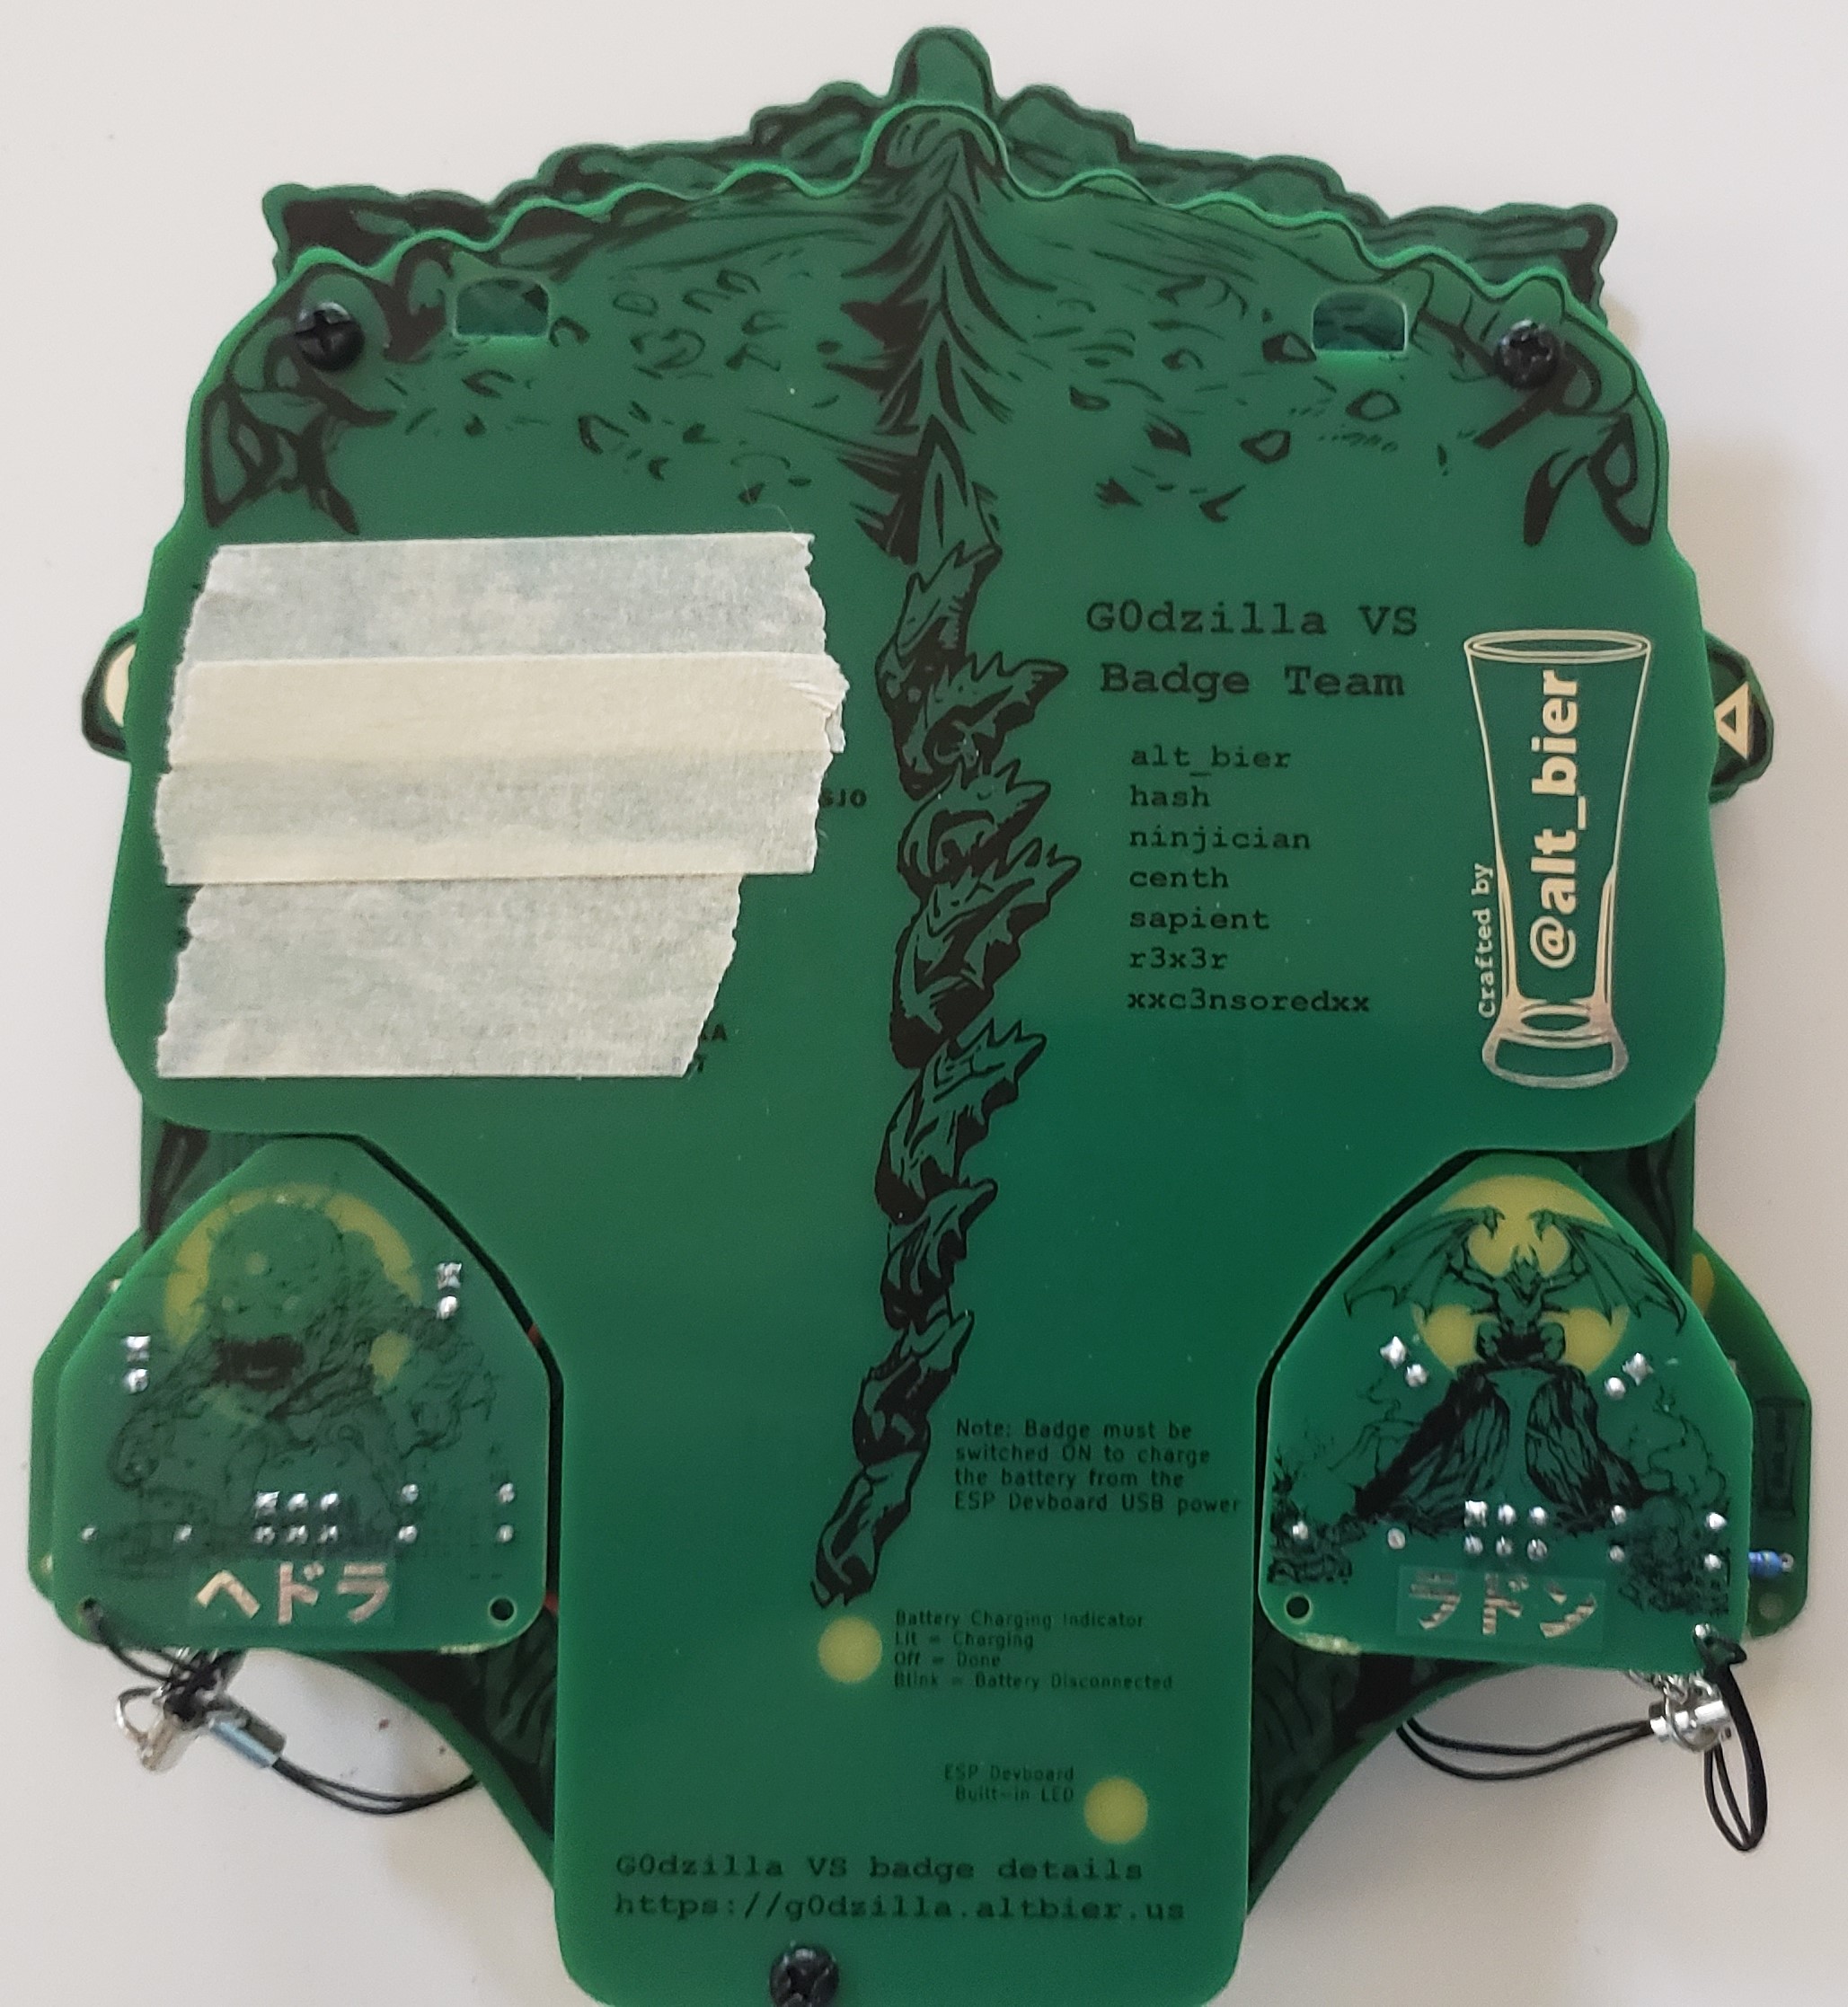 G0dzilla VS
Badge Team
alt_bier
hash
ninjician
centh
sapient
r3x3r
xxc3nsoredxx
crafted by
@alt_bier
Note: Badge must be
switched ON to charge
the battery from the
ESP Devboard USB power
ヘドラ
ラドン
Battery Charging Indicator
Lit = Charging
Off = Done
Blink = Battery Disconnected
ESP Devboard
Built-in LED
G0dzilla VS badge details
https://g0dzilla.altbier.us